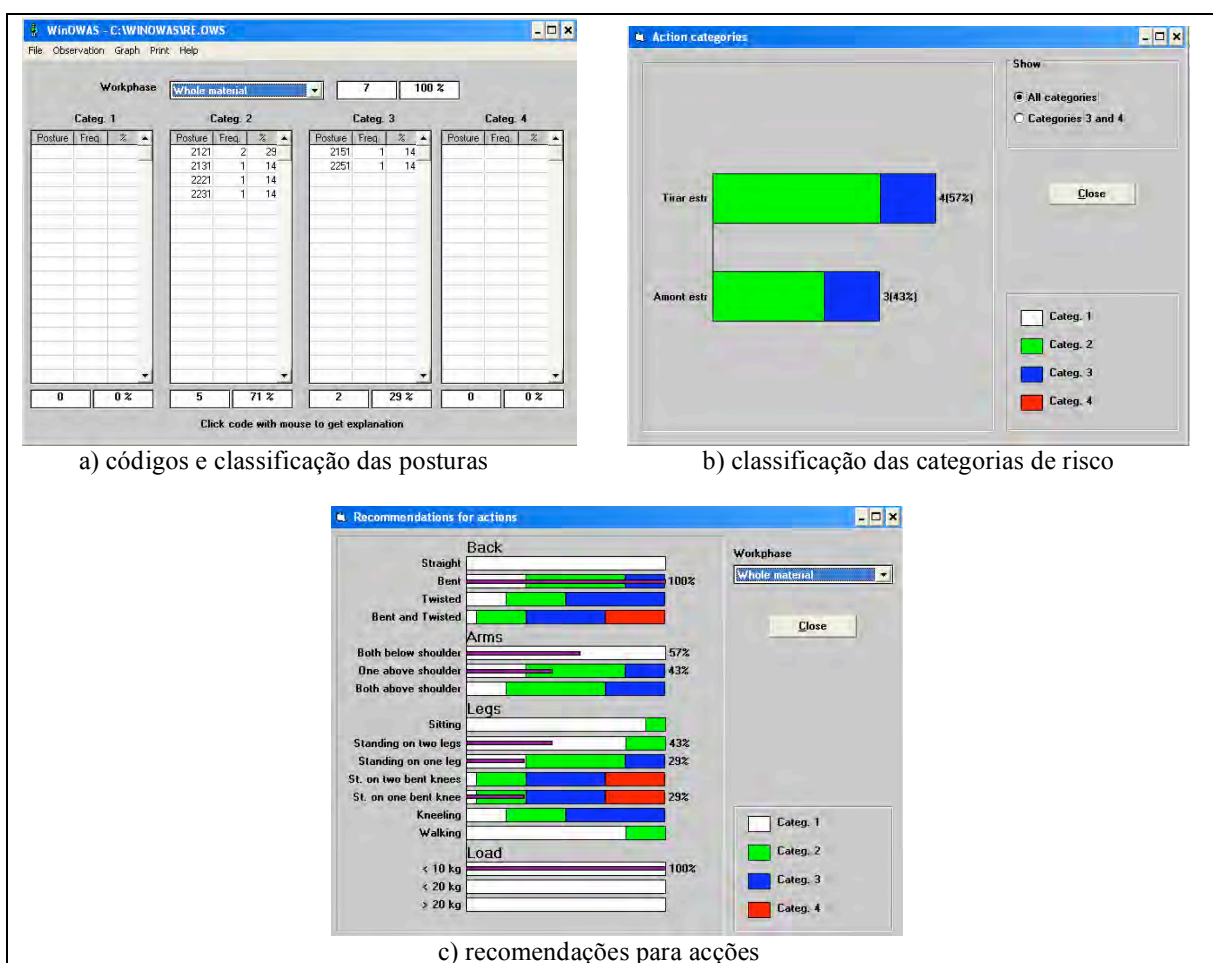 WinOWAS - C:\WINOWAS\RE.OWS
File Observation Graph Print Help
Workphase Whole material 7 100 %
Categ. 1 Categ. 2 Categ. 3 Categ. 4
Posture Freq. % Posture Freq. % Posture Freq. % Posture Freq. %
2121 2 29 2151 1 14
2131 1 14 2251 1 14
2221 1 14
2231 1 14
0 0 % 5 71 % 2 29 % 0 0 %
Click code with mouse to get explanation
a) códigos e classificação das posturas
Action categories
Show
All categories
Categories 3 and 4
Close
Tirar estr 4(57%)
Amont estr 3(43%)
Categ. 1
Categ. 2
Categ. 3
Categ. 4
b) classificação das categorias de risco
Recommendations for actions
Back
Straight
Bent 100%
Twisted
Bent and Twisted
Arms
Both below shoulder 57%
One above shoulder 43%
Both above shoulder
Legs
Sitting
Standing on two legs 43%
Standing on one leg 29%
St. on two bent knees
St. on one bent knee 29%
Kneeling
Walking
Load
< 10 kg 100%
< 20 kg
> 20 kg
Workphase
Whole material
Close
Categ. 1
Categ. 2
Categ. 3
Categ. 4
c) recomendações para acções